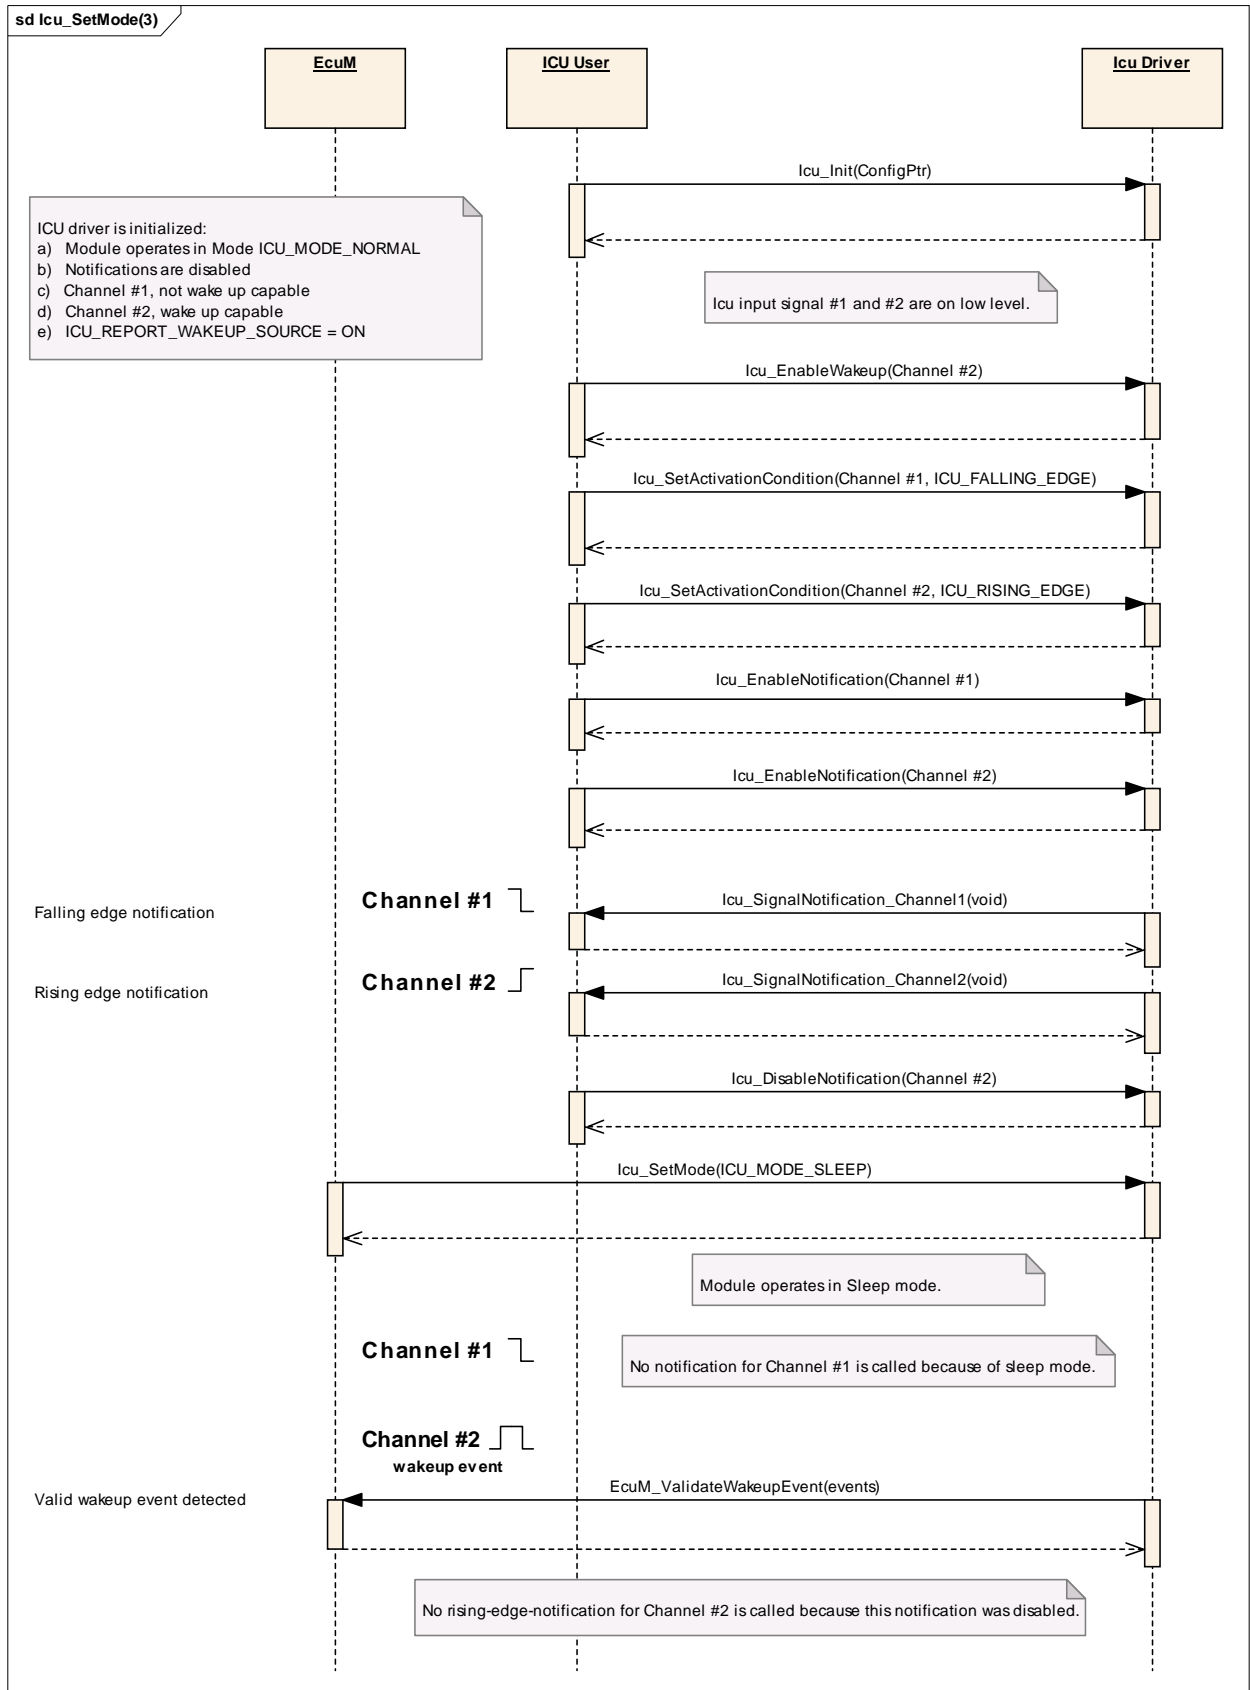 sd Icu_SetMode(3)
EcuM
ICU User
Icu Driver
Icu_Init(ConfigPtr)
ICU driver is initialized:
a) Module operates in Mode ICU_MODE_NORMAL
b) Notifications are disabled
c) Channel #1, not wake up capable
d) Channel #2, wake up capable
e) ICU_REPORT_WAKEUP_SOURCE = ON
Icu input signal #1 and #2 are on low level.
Icu_EnableWakeup(Channel #2)
Icu_SetActivationCondition(Channel #1, ICU_FALLING_EDGE)
Icu_SetActivationCondition(Channel #2, ICU_RISING_EDGE)
Icu_EnableNotification(Channel #1)
Icu_EnableNotification(Channel #2)
Channel #1
Icu_SignalNotification_Channel1(void)
Falling edge notification
Channel #2
Icu_SignalNotification_Channel2(void)
Rising edge notification
Icu_DisableNotification(Channel #2)
Icu_SetMode(ICU_MODE_SLEEP)
Module operates in Sleep mode.
Channel #1
No notification for Channel #1 is called because of sleep mode.
Channel #2
wakeup event
EcuM_ValidateWakeupEvent(events)
Valid wakeup event detected
No rising-edge-notification for Channel #2 is called because this notification was disabled.